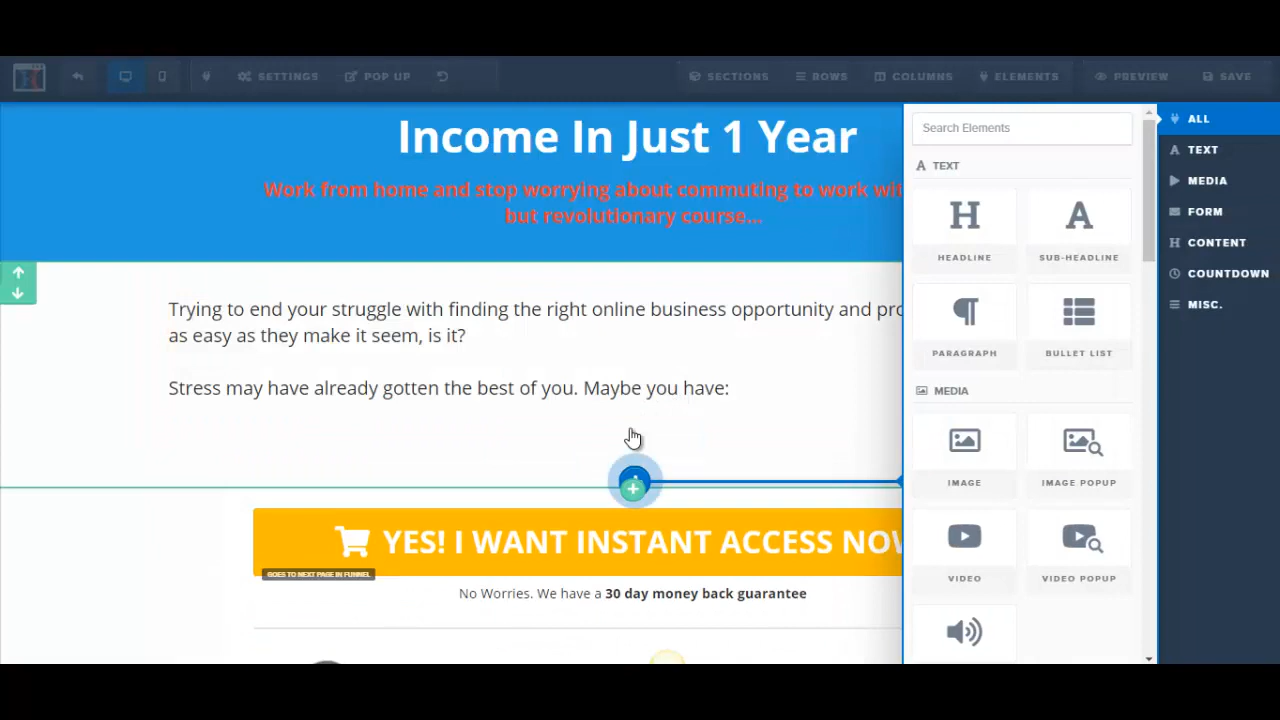 SETTINGS
POP UP
SECTIONS
ROWS
COLUMNS
ELEMENTS
PREVIEW
SAVE
Income In Just 1 Year
Work from home and stop worrying about commuting to work wi
but revolutionary course...
Trying to end your struggle with finding the right online business opportunity and pro
as easy as they make it seem, is it?
Stress may have already gotten the best of you. Maybe you have:
YES! I WANT INSTANT ACCESS NOW
GOES TO NEXT PAGE IN FUNNEL
No Worries. We have a 30 day money back guarantee
Search Elements
TEXT
HEADLINE
SUB-HEADLINE
PARAGRAPH
BULLET LIST
MEDIA
IMAGE
IMAGE POPUP
VIDEO
VIDEO POPUP
ALL
TEXT
MEDIA
FORM
CONTENT
COUNTDOWN
MISC.